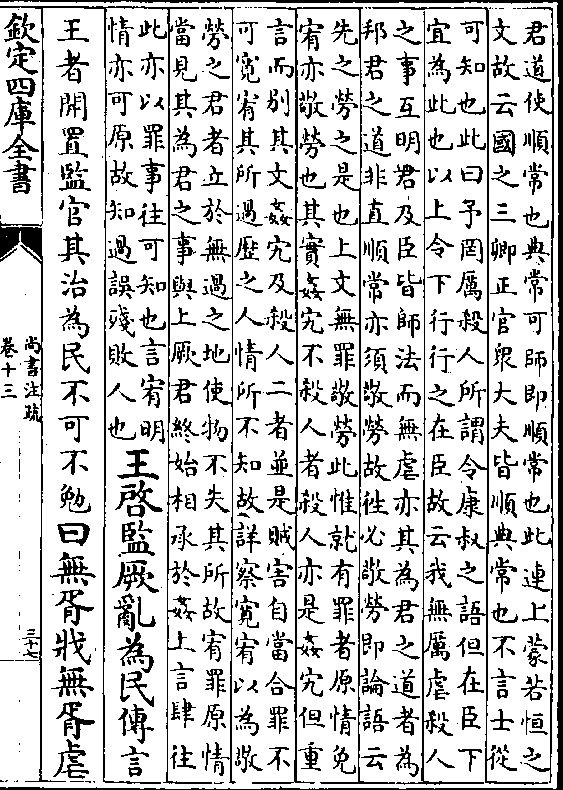 君道使順常也典常可師即順常也此連上蒙若恒之
文故云國之三卿正官衆大夫皆順典常也不言士從
可知也此曰予罔厲殺人所謂令康叔之語但在臣下
宜為此也以上令下行行之在臣故云我無厲虐殺人
之事互明君及臣皆師法而無虐亦其為君之道者為
邦君之道非直順常亦須敬勞故徃必敬勞即論語云
先之勞之是也上文無罪敬勞此惟就有罪者原情免
宥亦敬勞也其實姦宄不殺人者殺人亦是姦宄但重
言而别其文姦宄及殺人二者並是賊害自當合罪不
可寛宥其所過歴之人情所不知故詳察寛宥以為敬
勞之君者立於無過之地使物不失其所故宥罪原情
當見其為君之事與上厥君終始相承於姦上言肆往
此亦以罪事往可知也言宥明
情亦可原故知過誤殘敗人也
王啓監厥亂為民傳言
王者開置監官其治為民不可不勉曰無胥戕無胥虐
欽定四庫全書
尚書注疏
卷十三
三十七